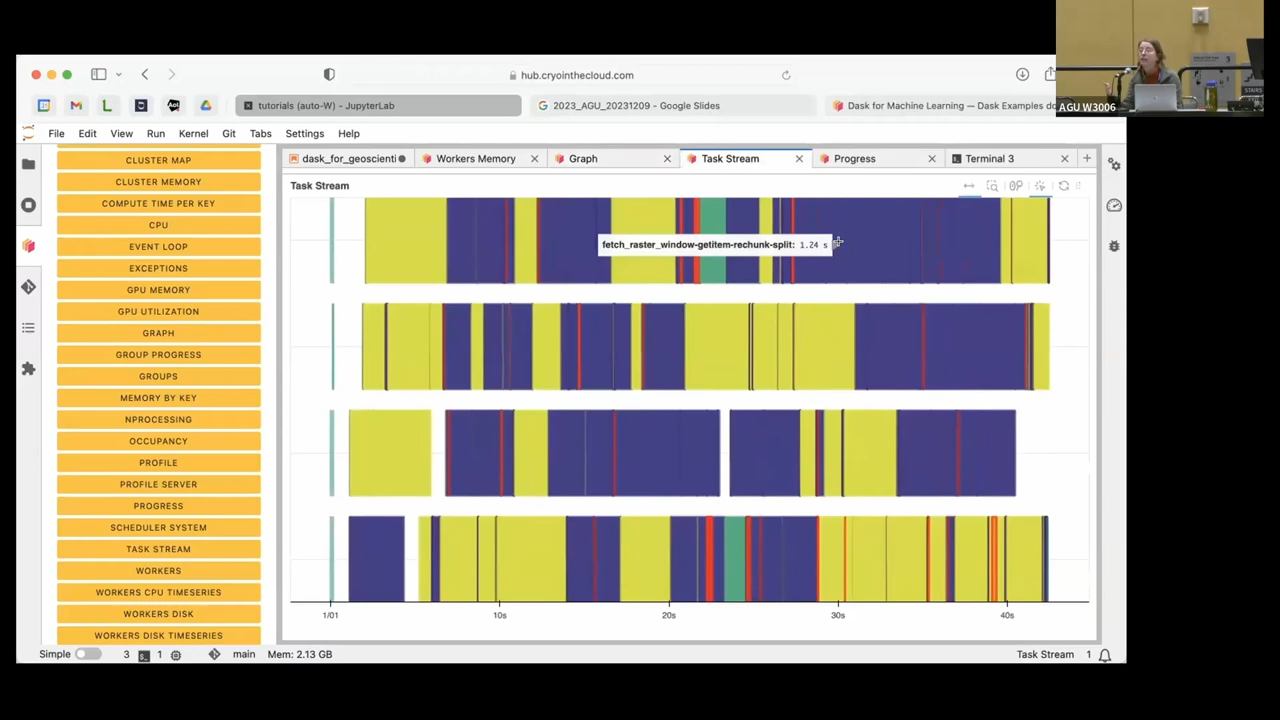 AGU W3006
STAIRS
hub.cryointhecloud.com
tutorials (auto-W) - JupyterLab
2023_AGU_20231209 - Google Slides
Dask for Machine Learning — Dask Examples do
File Edit View Run Kernel Git Tabs Settings Help
dask_for_geoscienti
Workers Memory
Graph
Task Stream
Progress
Terminal 3
CLUSTER MAP
CLUSTER MEMORY
COMPUTE TIME PER KEY
CPU
EVENT LOOP
EXCEPTIONS
GPU MEMORY
GPU UTILIZATION
GRAPH
GROUP PROGRESS
GROUPS
MEMORY BY KEY
NPROCESSING
OCCUPANCY
PROFILE
PROFILE SERVER
PROGRESS
SCHEDULER SYSTEM
TASK STREAM
WORKERS
WORKERS CPU TIMESERIES
WORKERS DISK
WORKERS DISK TIMESERIES
Task Stream
fetch_raster_window-getitem-rechunk-split: 1.24 s
1/01 10s 20s 30s 40s
Simple 3 1 main Mem: 2.13 GB Task Stream 1